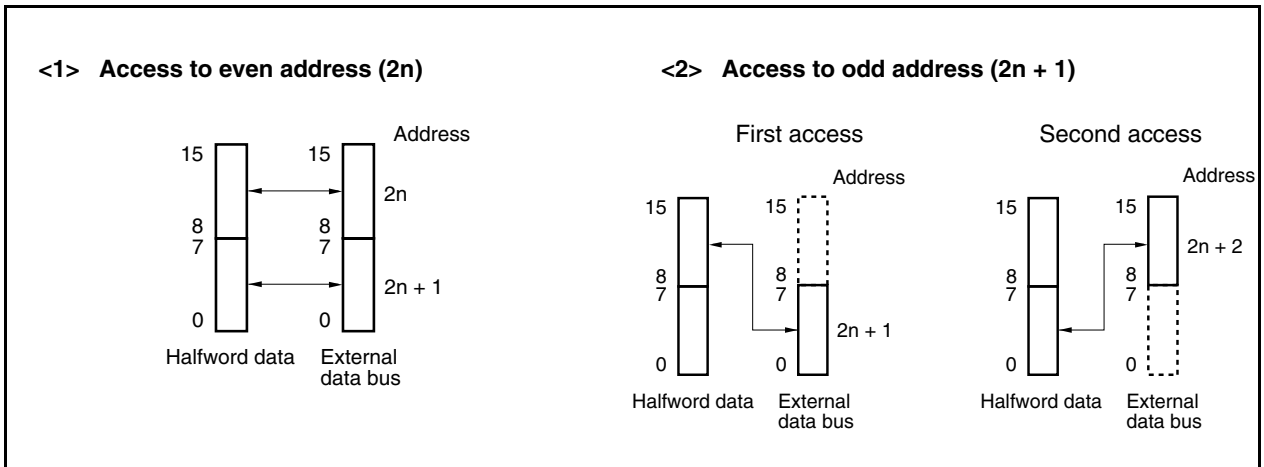 <1> Access to even address (2n)
Address
15 15
2n
8 8
7 7
2n + 1
0 0
Halfword data External
data bus
<2> Access to odd address (2n + 1)
First access
Address
15 15
8 8
7 7
2n + 1
0 0
Halfword data External
data bus
Second access
Address
15 15
2n + 2
8 8
7 7
0 0
Halfword data External
data bus